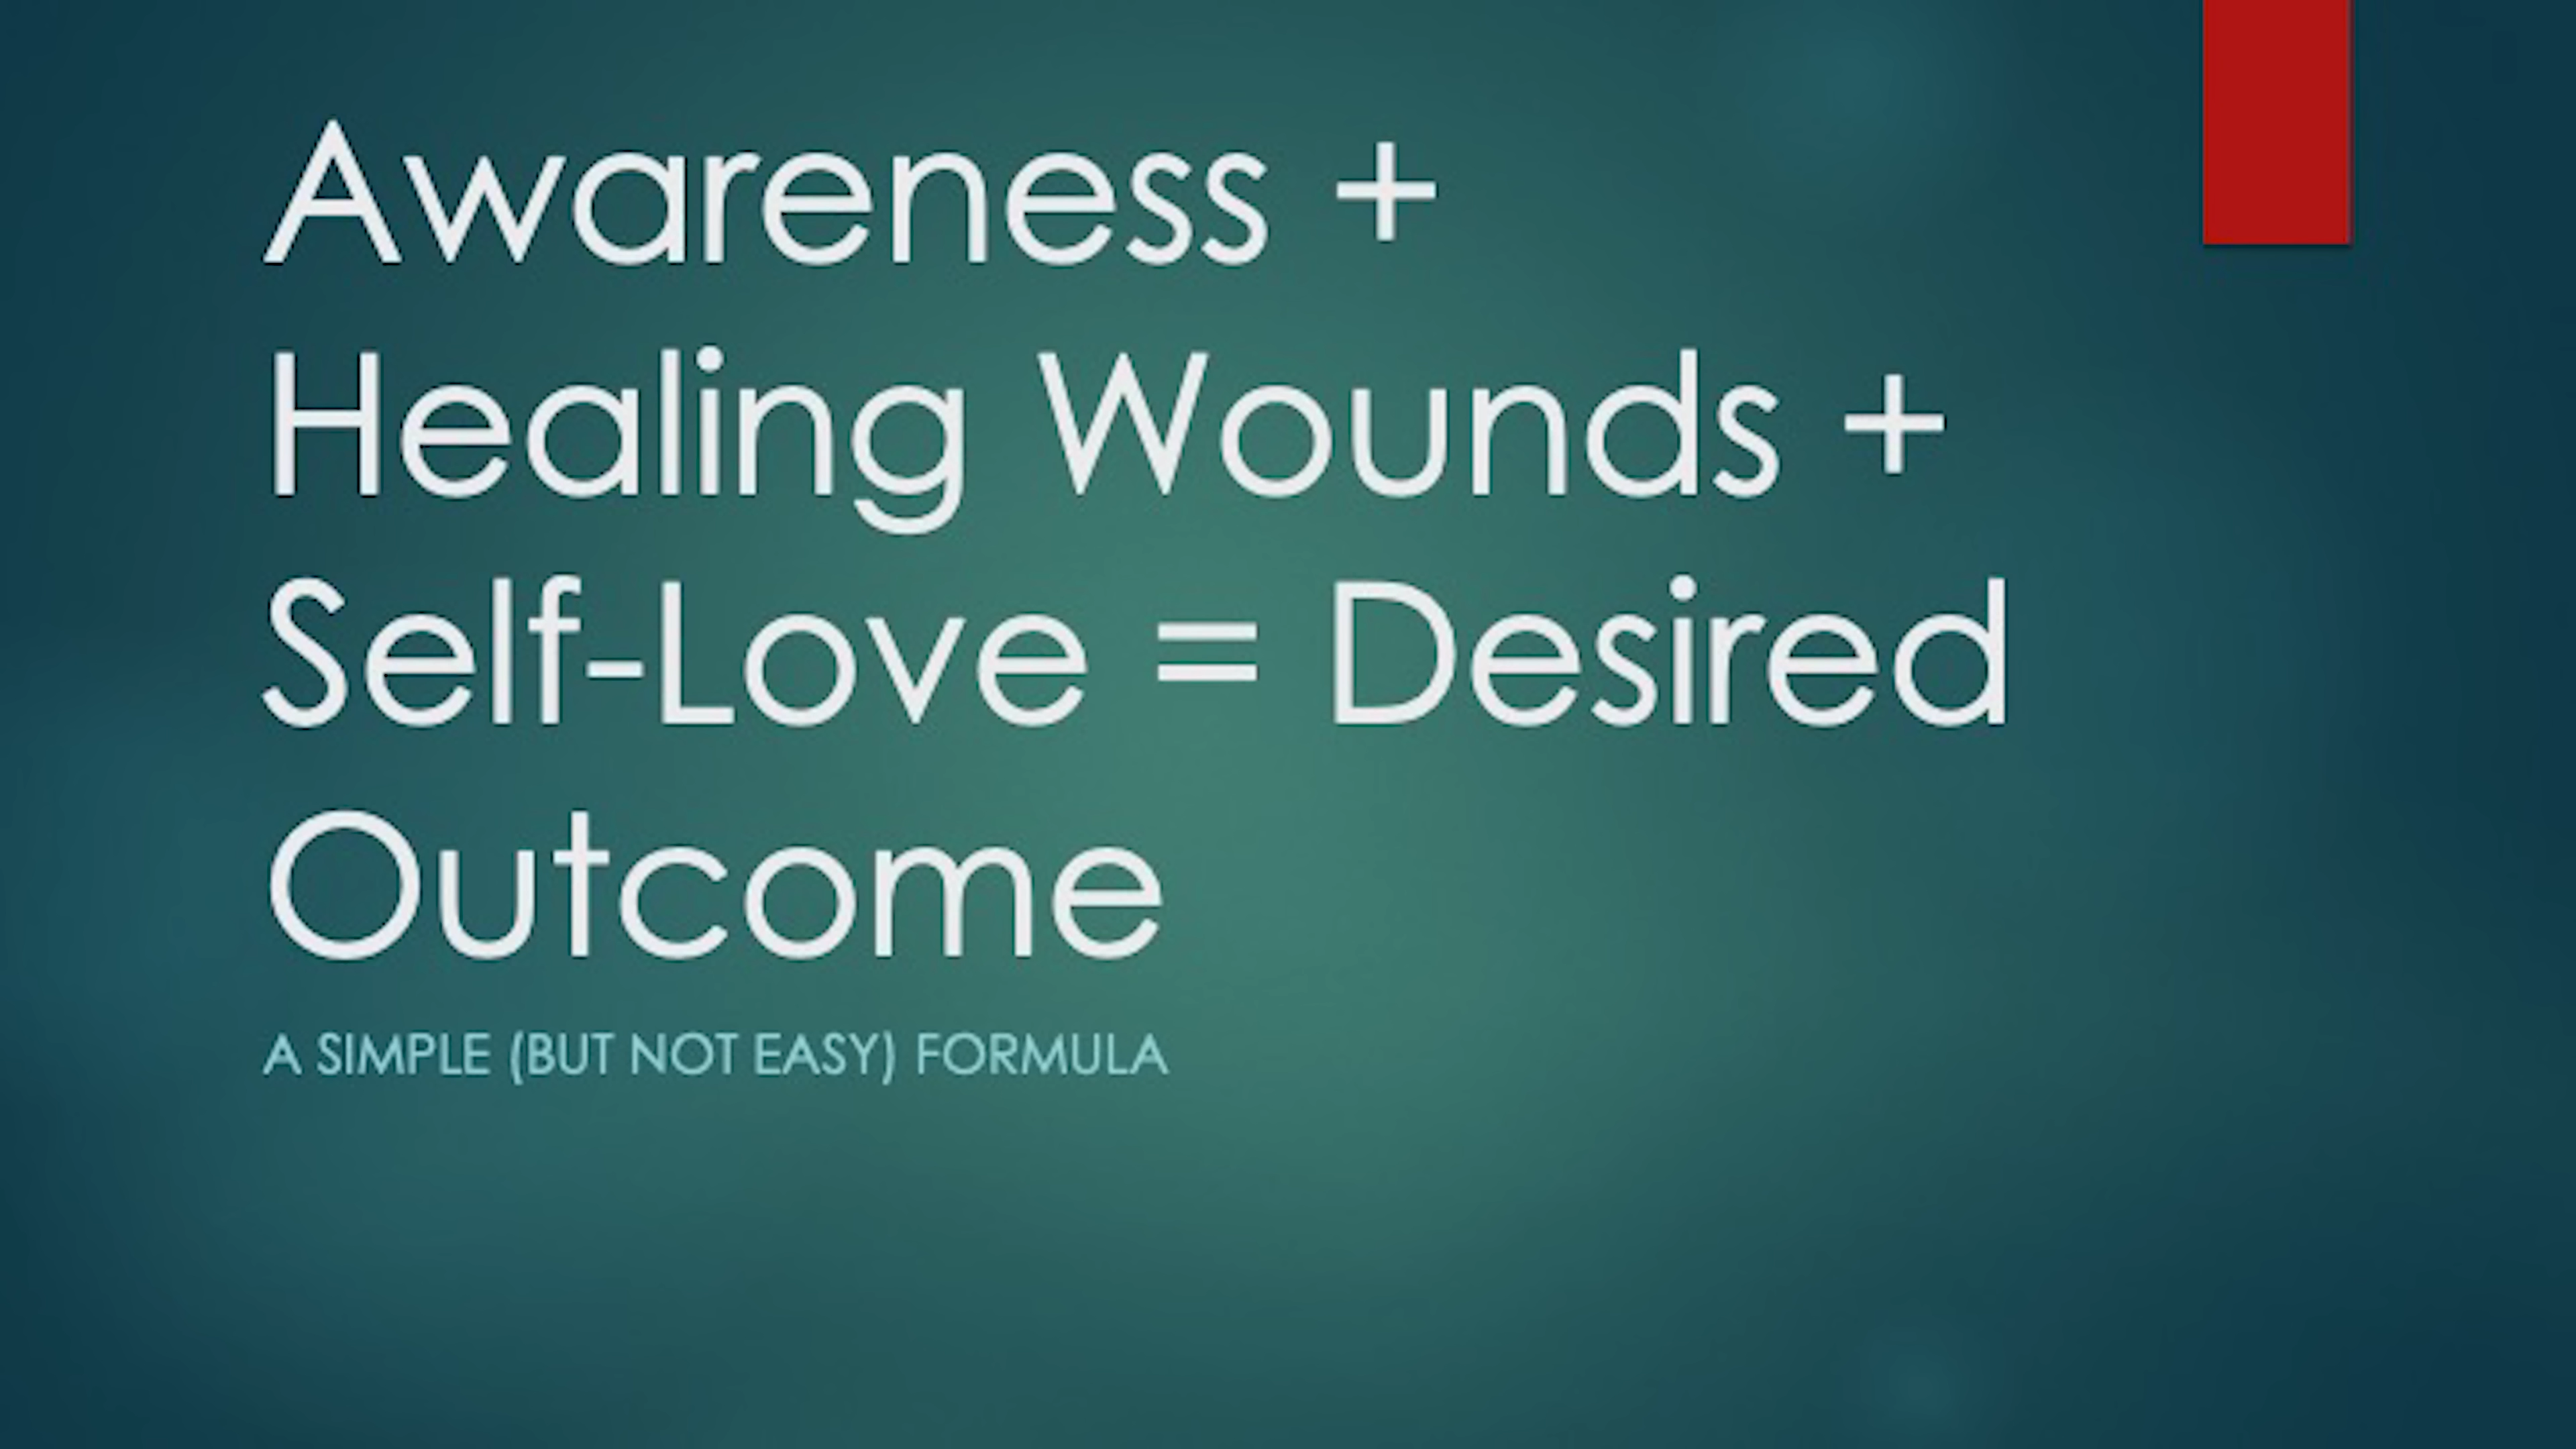 Awareness +
Healing Wounds +
Self-Love = Desired
Outcome
A SIMPLE (BUT NOT EASY) FORMULA